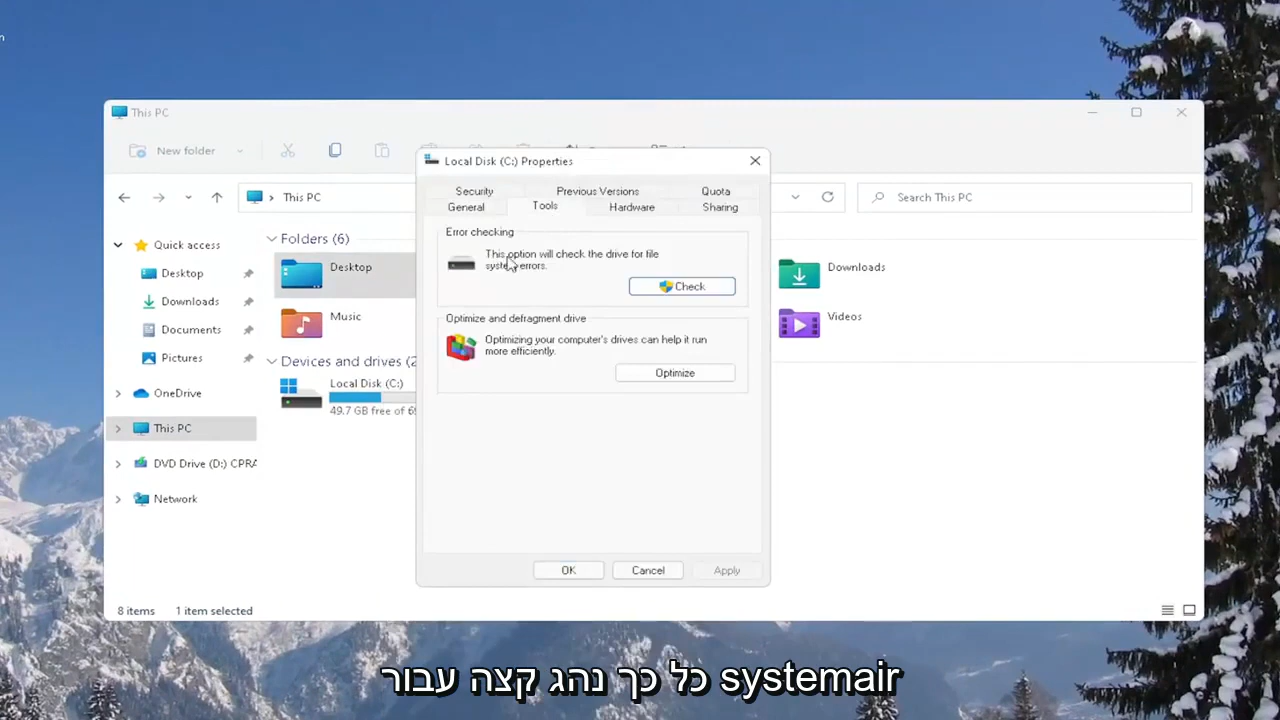 n
This PC
New folder
This PC
Search This PC
Quick access
Desktop
Downloads
Documents
Pictures
OneDrive
This PC
DVD Drive (D:) CPRA
Network
Folders (6)
Desktop
Music
Downloads
Videos
Devices and drives (2
Local Disk (C:)
49.7 GB free of 69
Local Disk (C:) Properties
Security
Previous Versions
Quota
General
Tools
Hardware
Sharing
Error checking
This option will check the drive for file
system errors.
Check
Optimize and defragment drive
Optimizing your computer's drives can help it run
more efficiently.
Optimize
OK
Cancel
Apply
8 items
1 item selected
כל כך נהג קצה עבור systemair